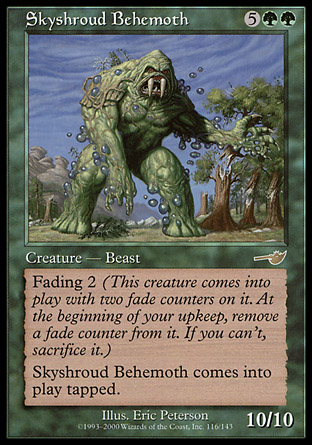 Skyshroud Behemoth 5
Creature — Beast
Fading 2 (This creature comes into
play with two fade counters on it. At
the beginning of your upkeep, remove
a fade counter from it. If you can't,
sacrifice it.)
Skyshroud Behemoth comes into
play tapped.
Illus. Eric Peterson
©1993–2000 Wizards of the Coast, Inc. 116/143
10/10